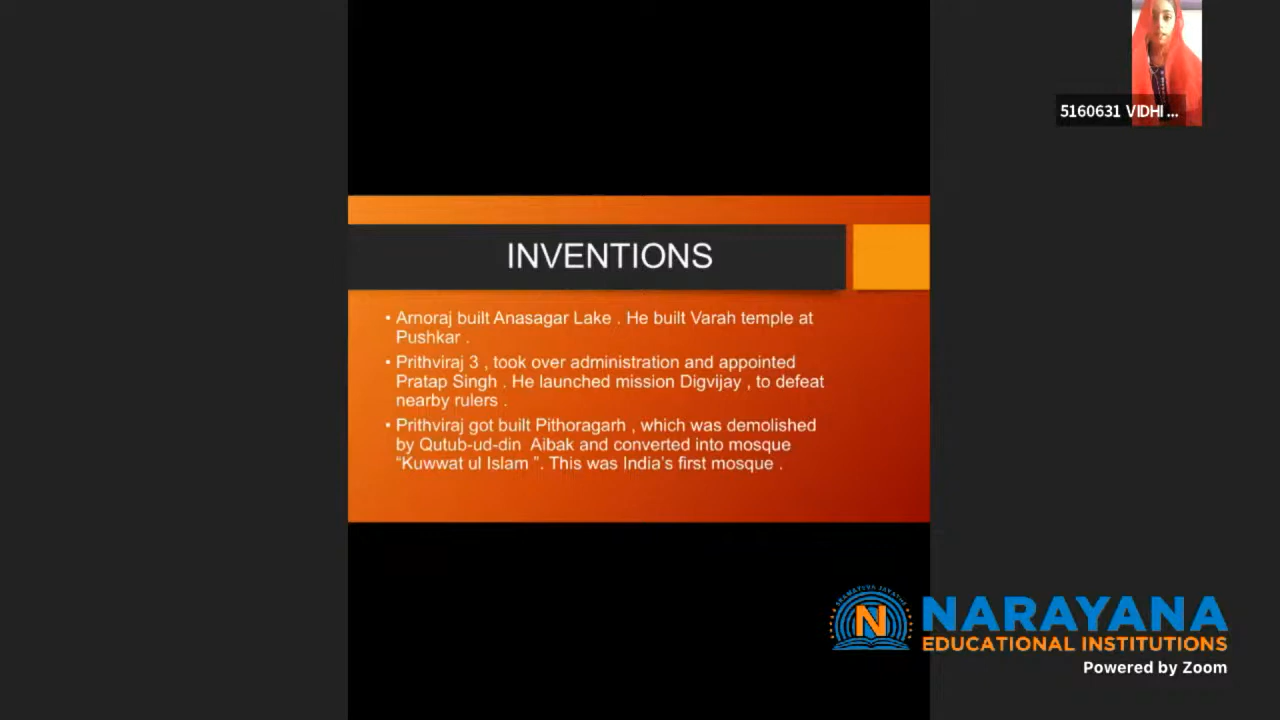 5160631 VIDHI ...
INVENTIONS
• Arnoraj built Anasagar Lake . He built Varah temple at
Pushkar .
• Prithviraj 3 , took over administration and appointed
Pratap Singh . He launched mission Digvijay , to defeat
nearby rulers .
• Prithviraj got built Pithoragarh , which was demolished
by Qutub-ud-din Aibak and converted into mosque
“Kuwwat ul Islam ”. This was India’s first mosque .
N
NARAYANA
EDUCATIONAL INSTITUTIONS
Powered by Zoom